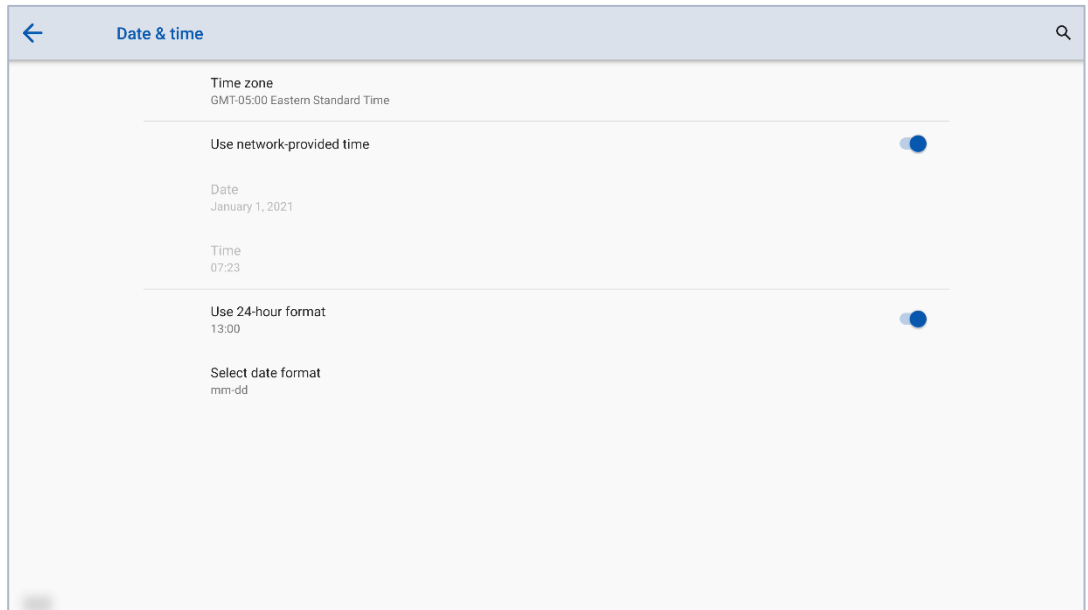 Date & time
Time zone
GMT-05:00 Eastern Standard Time
Use network-provided time
Date
January 1, 2021
Time
07:23
Use 24-hour format
13:00
Select date format
mm-dd